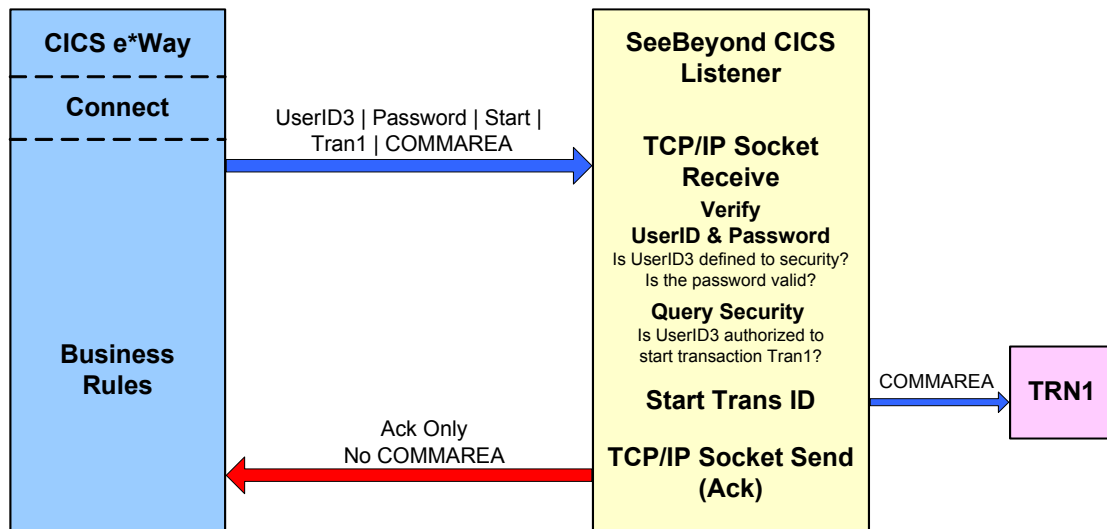 CICS e*Way
Connect
Business
Rules
UserID3 | Password | Start |
Tran1 | COMMAREA
Ack Only
No COMMAREA
SeeBeyond CICS
Listener
TCP/IP Socket
Receive
Verify
UserID & Password
Is UserID3 defined to security?
Is the password valid?
Query Security
Is UserID3 authorized to
start transaction Tran1?
Start Trans ID
TCP/IP Socket Send
(Ack)
COMMAREA
TRN1